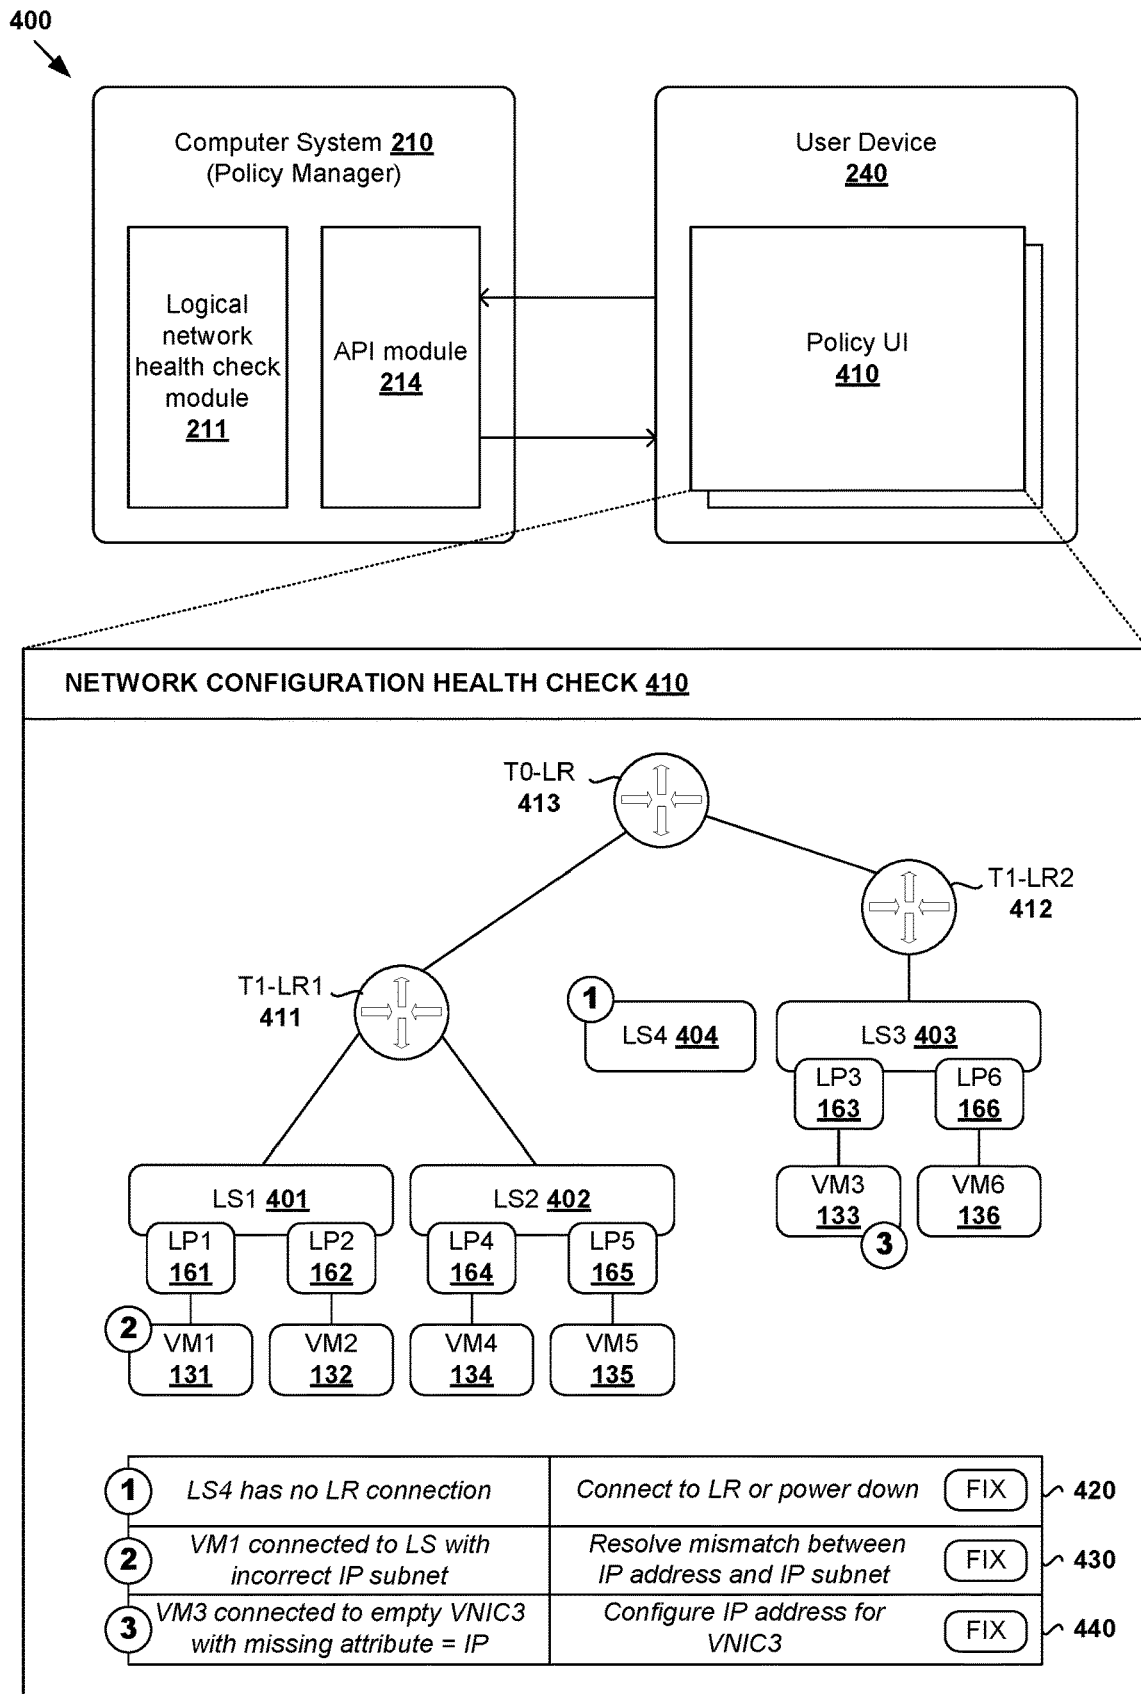 400
Computer System 210
(Policy Manager)
Logical
network
health check
module
211
API module
214
User Device
240
Policy UI
410
NETWORK CONFIGURATION HEALTH CHECK 410
T0-LR
413
T1-LR2
412
T1-LR1
411
1
LS4 404
LS3 403
LP3
163
LP6
166
VM3
133
3
VM6
136
LS1 401
LS2 402
LP1
161
LP2
162
LP4
164
LP5
165
2
VM1
131
VM2
132
VM4
134
VM5
135
1
LS4 has no LR connection
Connect to LR or power down
FIX
420
2
VM1 connected to LS with
incorrect IP subnet
Resolve mismatch between
IP address and IP subnet
FIX
430
3
VM3 connected to empty VNIC3
with missing attribute = IP
Configure IP address for
VNIC3
FIX
440